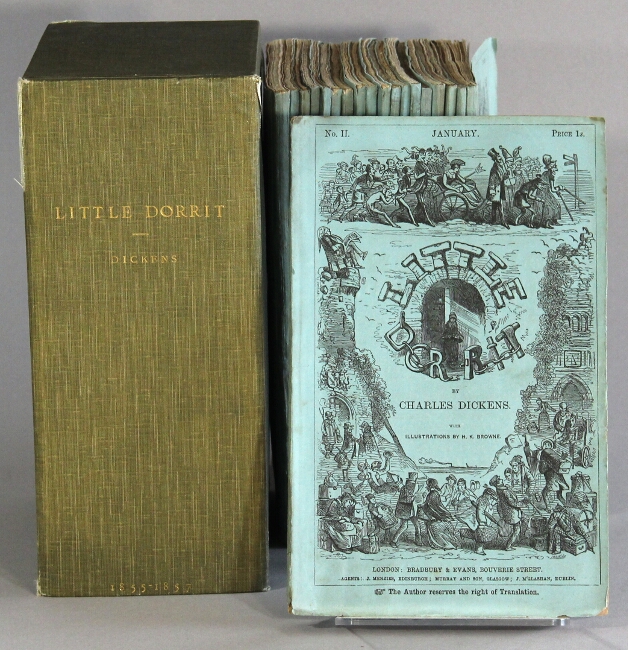 LITTLE DORRIT
DICKENS
1855-1857
No. II. JANUARY. PRICE 1s.
LITTLE
DORRIT
BY
CHARLES DICKENS.
WITH
ILLUSTRATIONS BY H. K. BROWNE.
LONDON: BRADBURY & EVANS, BOUVERIE STREET.
AGENTS: J. MENZIES, EDINBURGH; MURRAY AND SON, GLASGOW; J. M'GLASHAN, DUBLIN.
☞ The Author reserves the right of Translation.